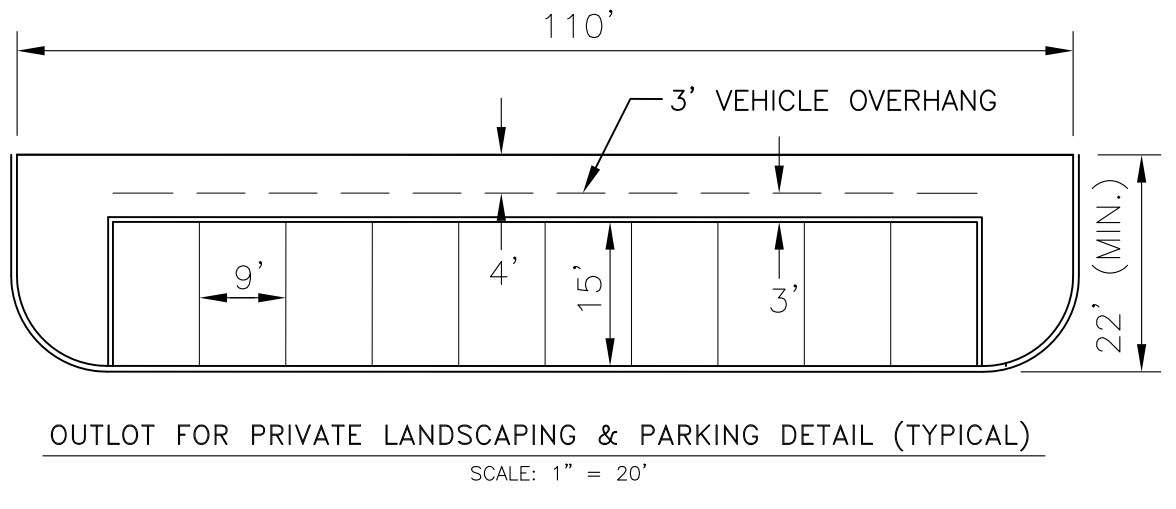 110'
3' VEHICLE OVERHANG
9'
4'
15'
3'
22' (MIN.)
OUTLOT FOR PRIVATE LANDSCAPING & PARKING DETAIL (TYPICAL)
SCALE: 1" = 20'